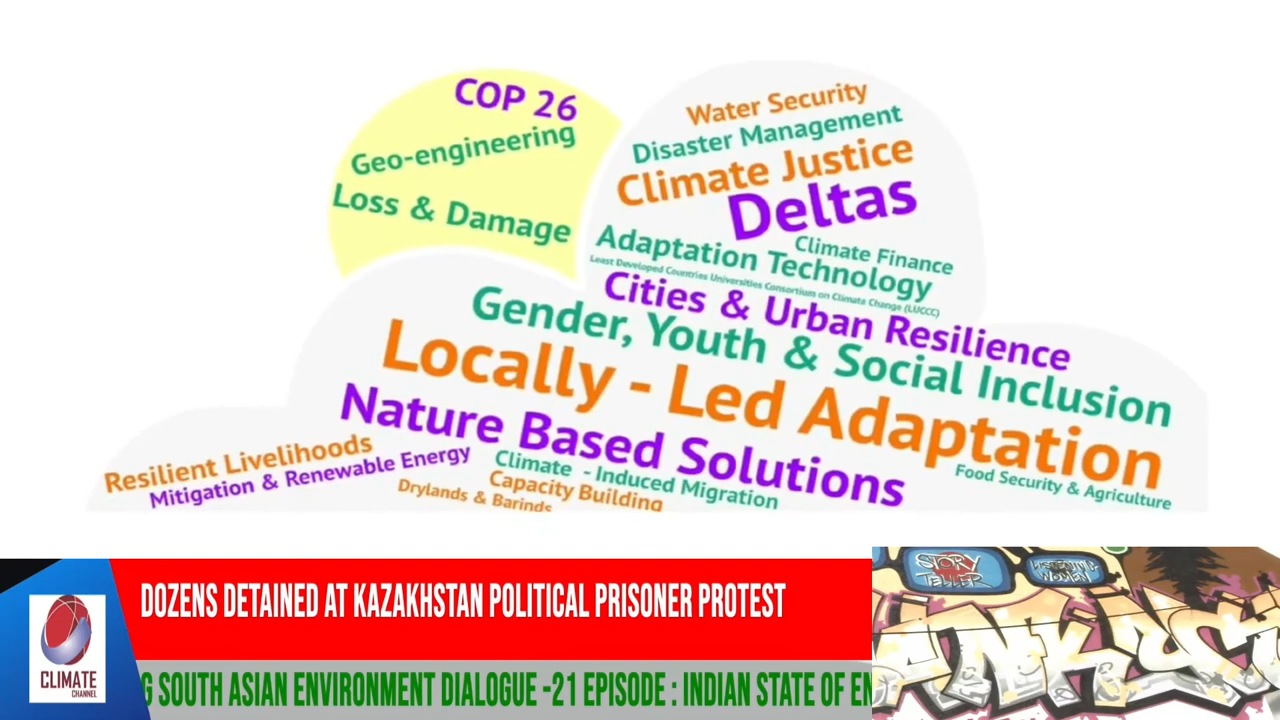 COP 26
Geo-engineering
Loss & Damage
Water Security
Disaster Management
Climate Justice
Deltas
Climate Finance
Adaptation Technology
Least Developed Countries Universities Consortium on Climate Change (LUCCC)
Cities & Urban Resilience
Gender, Youth & Social Inclusion
Locally - Led Adaptation
Nature Based Solutions
Resilient Livelihoods
Mitigation & Renewable Energy
Climate - Induced Migration
Food Security & Agriculture
Capacity Building
Drylands & Barinds
DOZENS DETAINED AT KAZAKHSTAN POLITICAL PRISONER PROTEST
CLIMATE
CHANNEL
G SOUTH ASIAN ENVIRONMENT DIALOGUE -21 EPISODE : INDIAN STATE OF EN
STORY
TELLER
LISTENING
WOMEN